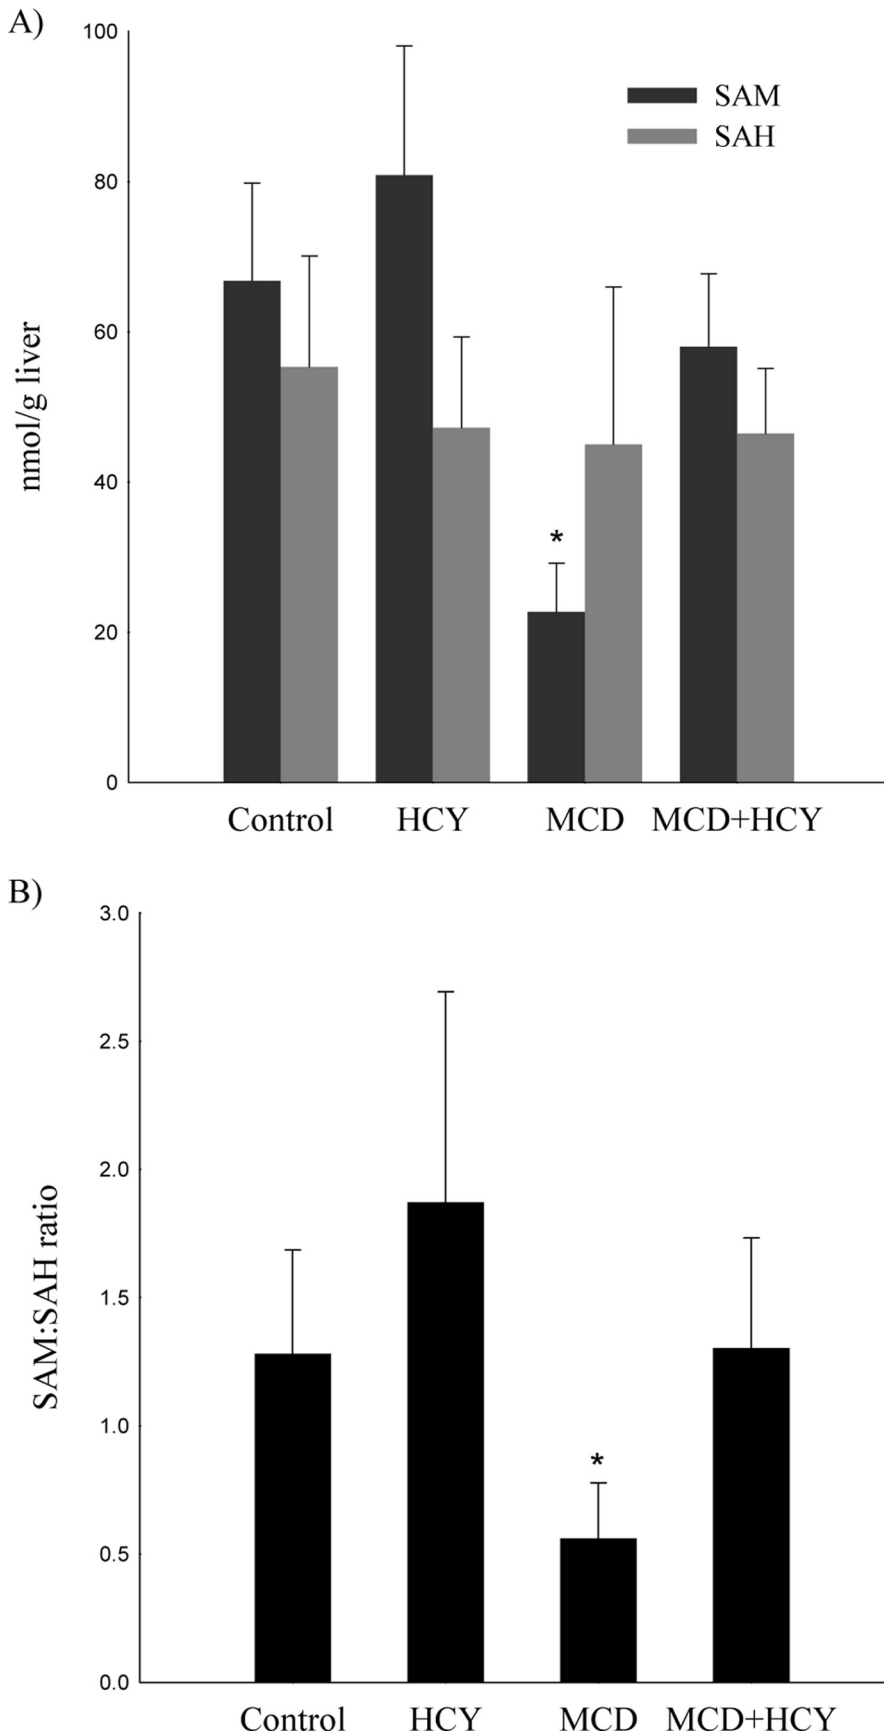 A)
100
80
60
40
20
0
nmol/g liver
SAM
SAH
*
Control HCY MCD MCD+HCY
B)
3.0
2.5
2.0
1.5
1.0
0.5
0.0
SAM:SAH ratio
*
Control HCY MCD MCD+HCY